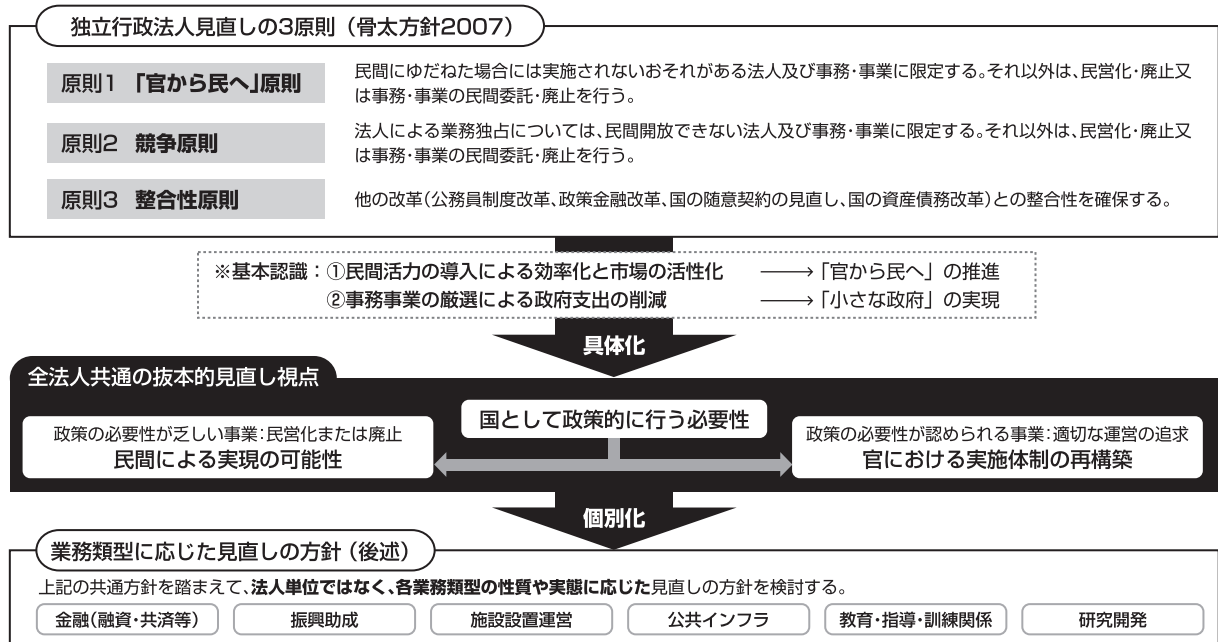 独立行政法人見直しの3原則（骨太方針2007）
原則1 「官から民へ」原則
民間にゆだねた場合には実施されないおそれがある法人及び事務・事業に限定する。それ以外は、民営化・廃止又
は事務・事業の民間委託・廃止を行う。
原則2 競争原則
法人による業務独占については、民間開放できない法人及び事務・事業に限定する。それ以外は、民営化・廃止又
は事務・事業の民間委託・廃止を行う。
原則3 整合性原則
他の改革（公務員制度改革、政策金融改革、国の随意契約の見直し、国の資産債務改革）との整合性を確保する。
※基本認識：①民間活力の導入による効率化と市場の活性化 ⟶「官から民へ」の推進
②事務事業の厳選による政府支出の削減 ⟶「小さな政府」の実現
具体化
全法人共通の抜本的見直し視点
国として政策的に行う必要性
政策の必要性が乏しい事業：民営化または廃止
民間による実現の可能性
政策の必要性が認められる事業：適切な運営の追求
官における実施体制の再構築
個別化
業務類型に応じた見直しの方針（後述）
上記の共通方針を踏まえて、法人単位ではなく、各業務類型の性質や実態に応じた見直しの方針を検討する。
金融（融資・共済等） 振興助成 施設設置運営 公共インフラ 教育・指導・訓練関係 研究開発